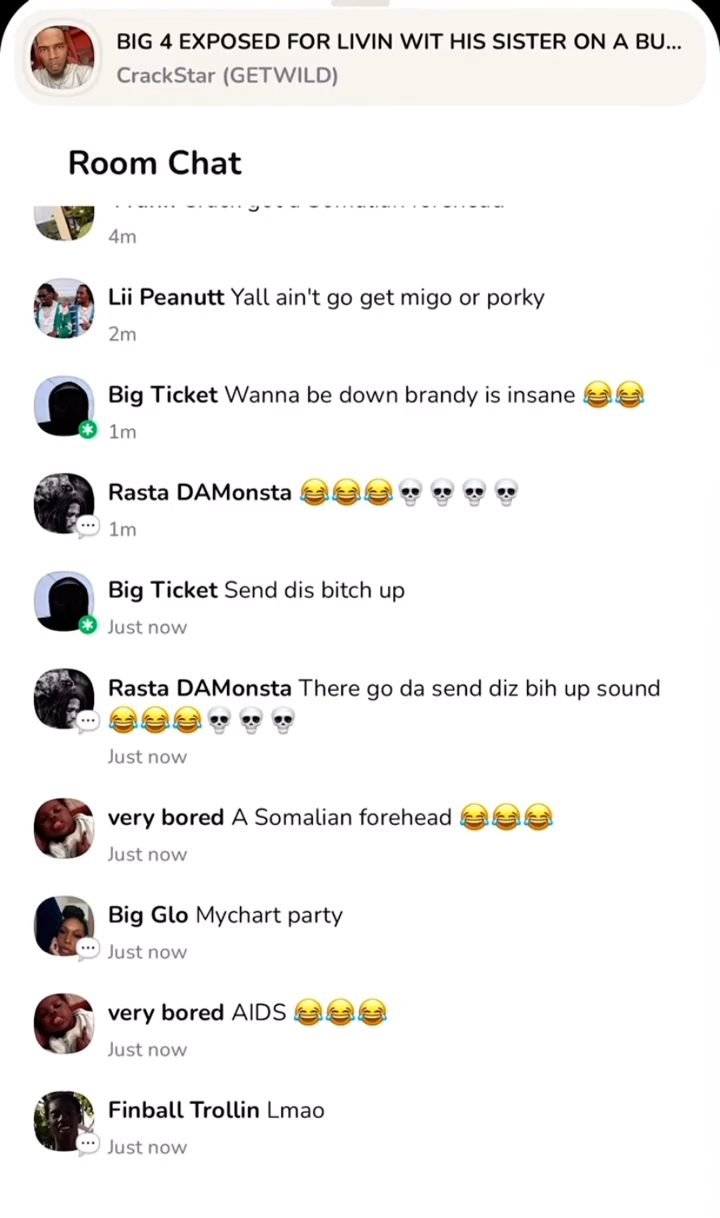 BIG 4 EXPOSED FOR LIVIN WIT HIS SISTER ON A BU...
CrackStar (GETWILD)
Room Chat
4m
Lii Peanutt Yall ain't go get migo or porky
2m
Big Ticket Wanna be down brandy is insane 😂😂
1m
Rasta DAMonsta 😂😂😂💀💀💀💀
1m
Big Ticket Send dis bitch up
Just now
Rasta DAMonsta There go da send diz bih up sound
😂😂😂💀💀💀
Just now
very bored A Somalian forehead 😂😂😂
Just now
Big Glo Mychart party
Just now
very bored AIDS 😂😂😂
Just now
Finball Trollin Lmao
Just now